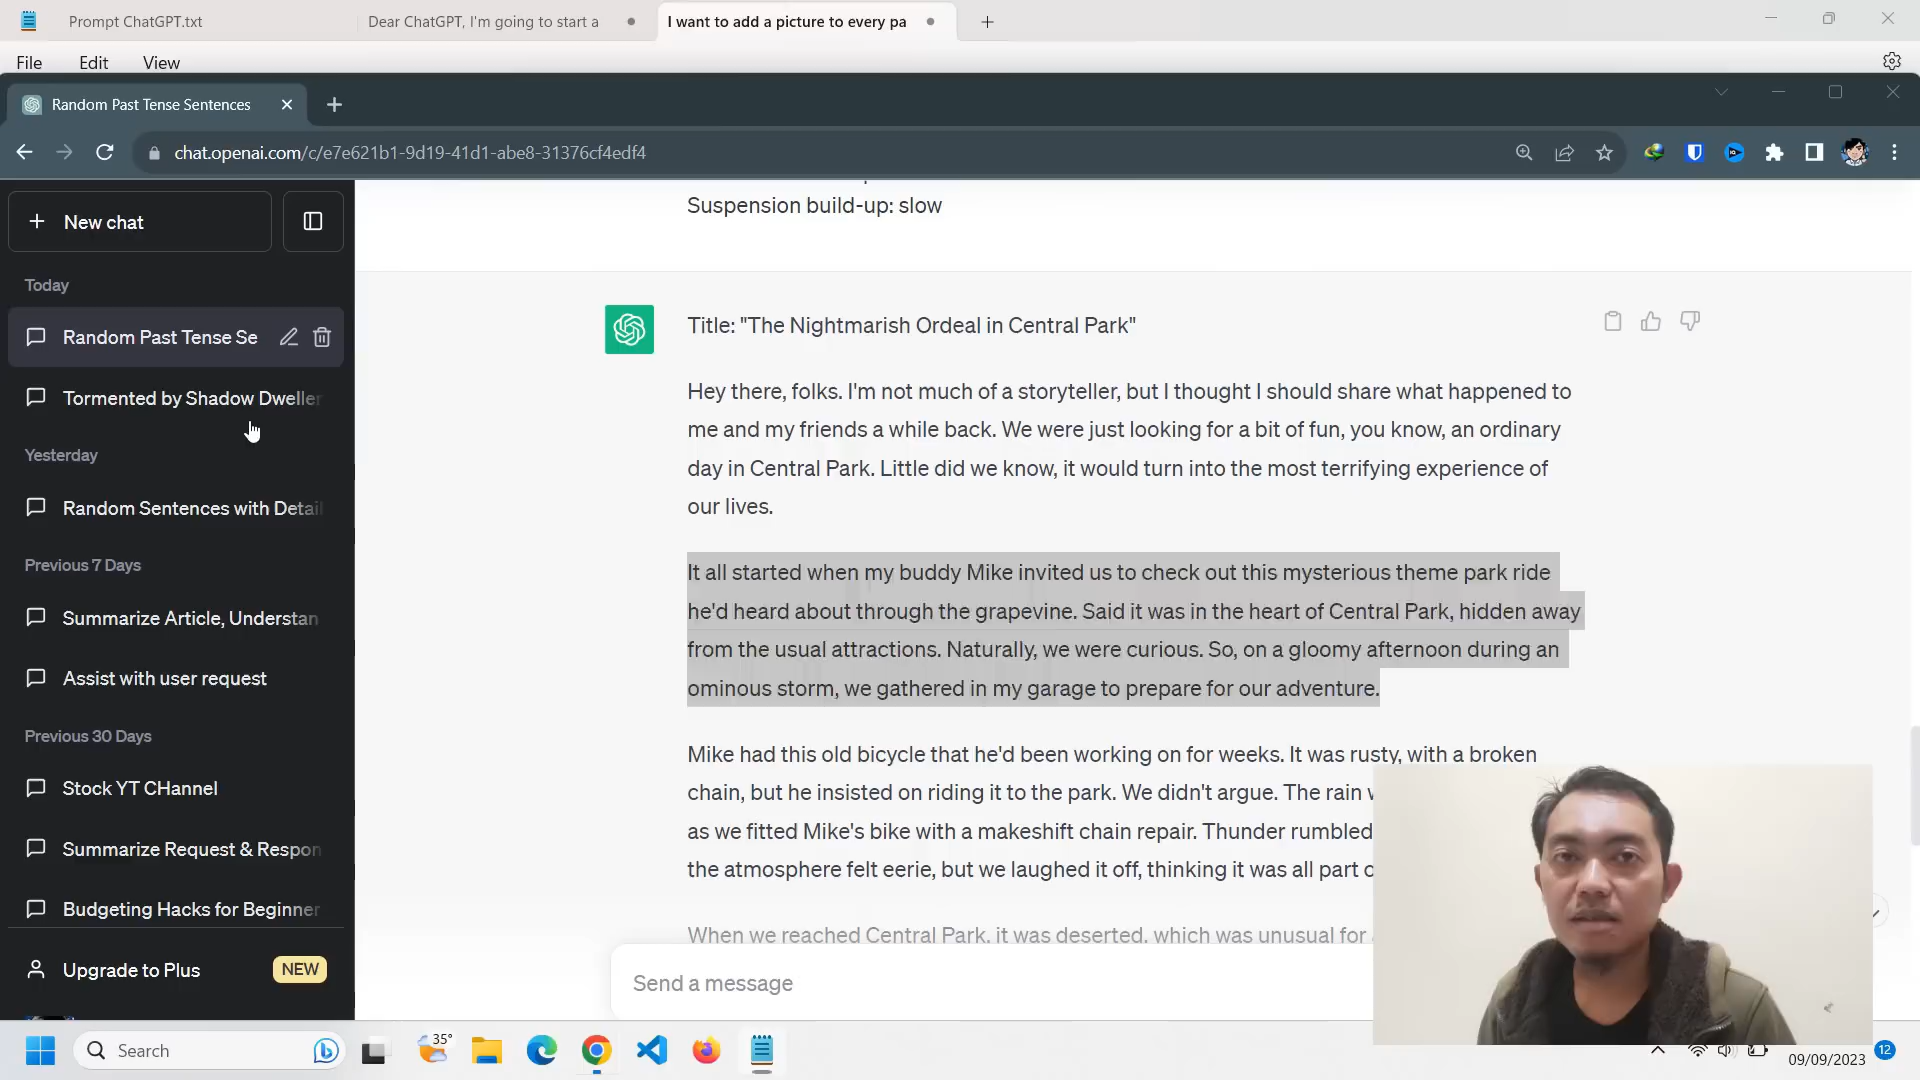 Prompt ChatGPT.txt
Dear ChatGPT, I'm going to start a
I want to add a picture to every pa
File Edit View
Random Past Tense Sentences
chat.openai.com/c/e7e621b1-9d19-41d1-abe8-31376cf4edf4
New chat
Today
Random Past Tense Se
Tormented by Shadow Dweller
Yesterday
Random Sentences with Detail
Previous 7 Days
Summarize Article, Understan
Assist with user request
Previous 30 Days
Stock YT CHannel
Summarize Request & Respon
Budgeting Hacks for Beginner
Upgrade to Plus NEW
Suspension build-up: slow
Title: "The Nightmarish Ordeal in Central Park"
Hey there, folks. I'm not much of a storyteller, but I thought I should share what happened to
me and my friends a while back. We were just looking for a bit of fun, you know, an ordinary
day in Central Park. Little did we know, it would turn into the most terrifying experience of
our lives.
It all started when my buddy Mike invited us to check out this mysterious theme park ride
he'd heard about through the grapevine. Said it was in the heart of Central Park, hidden away
from the usual attractions. Naturally, we were curious. So, on a gloomy afternoon during an
ominous storm, we gathered in my garage to prepare for our adventure.
Mike had this old bicycle that he'd been working on for weeks. It was rusty, with a broken
chain, but he insisted on riding it to the park. We didn't argue. The rain
as we fitted Mike's bike with a makeshift chain repair. Thunder rumbled
the atmosphere felt eerie, but we laughed it off, thinking it was all part
When we reached Central Park, it was deserted, which was unusual for
Send a message
Search
35°
09/09/2023
12